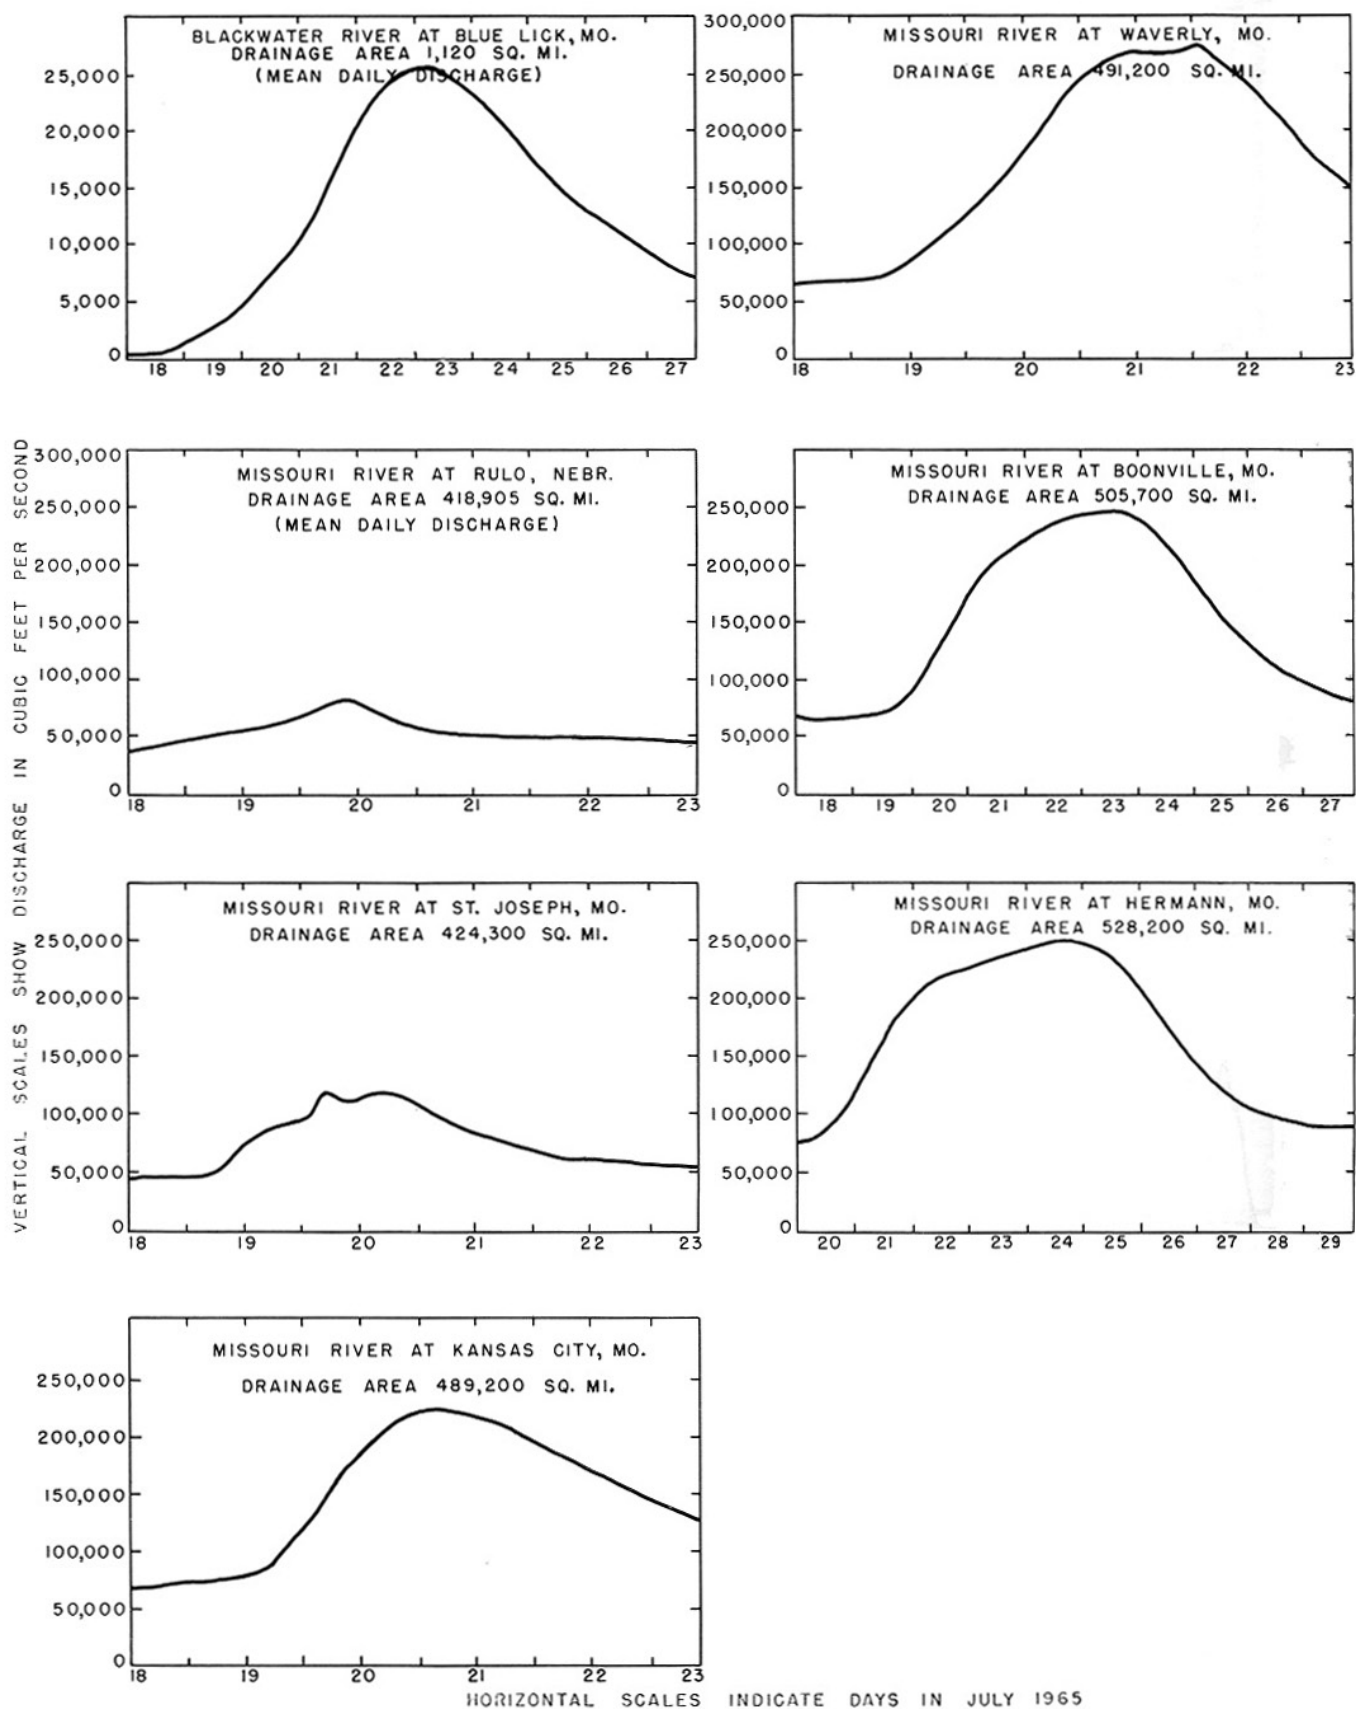 BLACKWATER RIVER AT BLUE LICK, MO.
DRAINAGE AREA 1,120 SQ. MI.
(MEAN DAILY DISCHARGE)
25,000
20,000
15,000
10,000
5,000
0
18 19 20 21 22 23 24 25 26 27
MISSOURI RIVER AT WAVERLY, MO.
DRAINAGE AREA 491,200 SQ. MI.
300,000
250,000
200,000
150,000
100,000
50,000
0
18 19 20 21 22 23
MISSOURI RIVER AT RULO, NEBR.
DRAINAGE AREA 418,905 SQ. MI.
(MEAN DAILY DISCHARGE)
300,000
250,000
200,000
150,000
100,000
50,000
0
18 19 20 21 22 23
MISSOURI RIVER AT BOONVILLE, MO.
DRAINAGE AREA 505,700 SQ. MI.
250,000
200,000
150,000
100,000
50,000
0
18 19 20 21 22 23 24 25 26 27
MISSOURI RIVER AT ST. JOSEPH, MO.
DRAINAGE AREA 424,300 SQ. MI.
250,000
200,000
150,000
100,000
50,000
0
18 19 20 21 22 23
MISSOURI RIVER AT HERMANN, MO.
DRAINAGE AREA 528,200 SQ. MI.
250,000
200,000
150,000
100,000
50,000
0
20 21 22 23 24 25 26 27 28 29
MISSOURI RIVER AT KANSAS CITY, MO.
DRAINAGE AREA 489,200 SQ. MI.
250,000
200,000
150,000
100,000
50,000
0
18 19 20 21 22 23
VERTICAL SCALES SHOW DISCHARGE IN CUBIC FEET PER SECOND
HORIZONTAL SCALES INDICATE DAYS IN JULY 1965